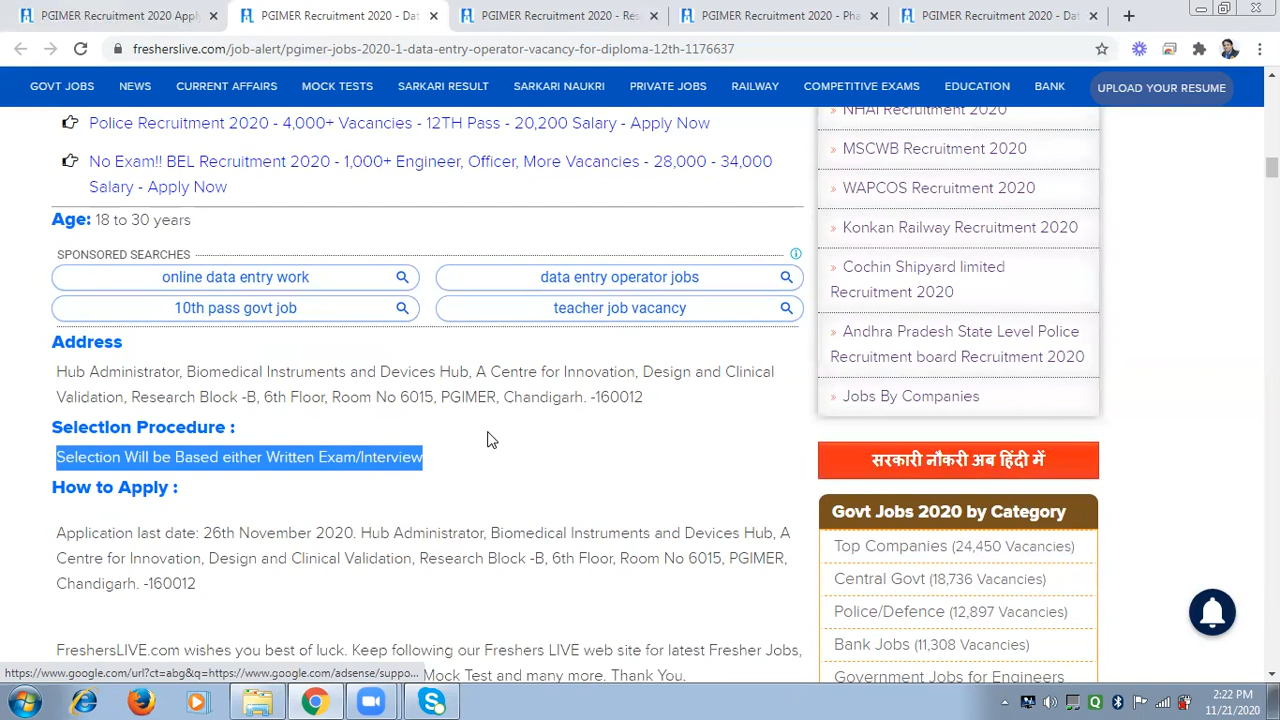 PGIMER Recruitment 2020 Appl
PGIMER Recruitment 2020 - Dat
PGIMER Recruitment 2020 - Res
PGIMER Recruitment 2020 - Pha
PGIMER Recruitment 2020 - Dat
fresherslive.com/job-alert/pgimer-jobs-2020-1-data-entry-operator-vacancy-for-diploma-12th-1176637
GOVT JOBS NEWS CURRENT AFFAIRS MOCK TESTS SARKARI RESULT SARKARI NAUKRI PRIVATE JOBS RAILWAY COMPETITIVE EXAMS EDUCATION BANK UPLOAD YOUR RESUME
Police Recruitment 2020 - 4,000+ Vacancies - 12TH Pass - 20,200 Salary - Apply Now
No Exam!! BEL Recruitment 2020 - 1,000+ Engineer, Officer, More Vacancies - 28,000 - 34,000
Salary - Apply Now
Age: 18 to 30 years
SPONSORED SEARCHES
online data entry work
data entry operator jobs
10th pass govt job
teacher job vacancy
Address
Hub Administrator, Biomedical Instruments and Devices Hub, A Centre for Innovation, Design and Clinical
Validation, Research Block -B, 6th Floor, Room No 6015, PGIMER, Chandigarh. -160012
Selection Procedure :
Selection Will be Based either Written Exam/Interview
How to Apply :
Application last date: 26th November 2020. Hub Administrator, Biomedical Instruments and Devices Hub, A
Centre for Innovation, Design and Clinical Validation, Research Block -B, 6th Floor, Room No 6015, PGIMER,
Chandigarh. -160012
FreshersLIVE.com wishes you best of luck. Keep following our Freshers LIVE web site for latest Fresher Jobs,
Mock Test and many more. Thank You.
NHAI Recruitment 2020
MSCWB Recruitment 2020
WAPCOS Recruitment 2020
Konkan Railway Recruitment 2020
Cochin Shipyard limited
Recruitment 2020
Andhra Pradesh State Level Police
Recruitment board Recruitment 2020
Jobs By Companies
सरकारी नौकरी अब हिंदी में
Govt Jobs 2020 by Category
Top Companies (24,450 Vacancies)
Central Govt (18,736 Vacancies)
Police/Defence (12,897 Vacancies)
Bank Jobs (11,308 Vacancies)
Government Jobs for Engineers
https://www.google.com/url?ct=abg&q=https://www.google.com/adsense/suppo...
2:22 PM
11/21/2020